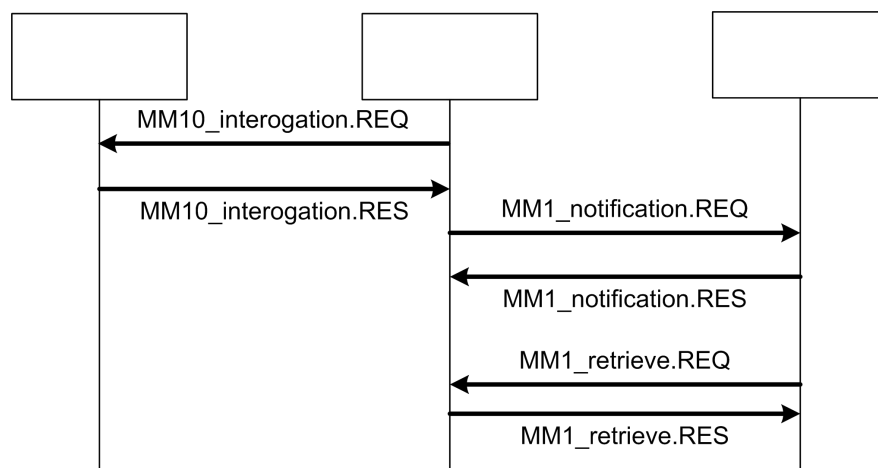 MM10_interogation.REQ
MM10_interogation.RES
MM1_notification.REQ
MM1_notification.RES
MM1_retrieve.REQ
MM1_retrieve.RES